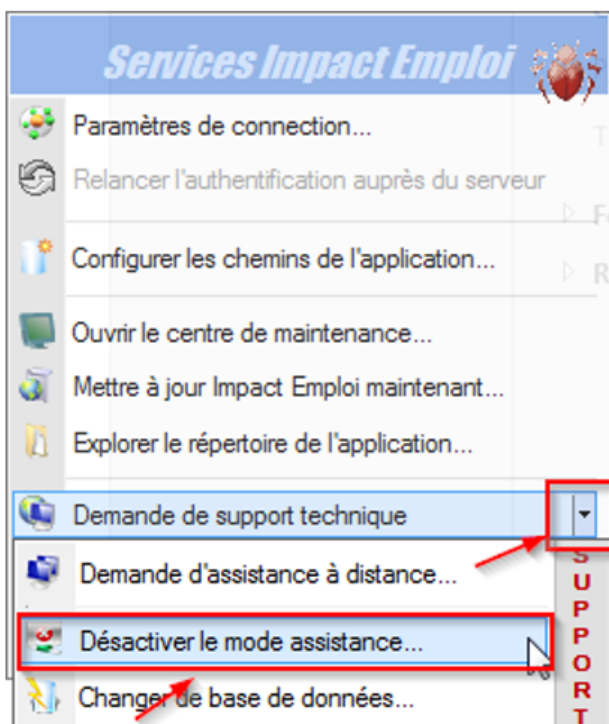 Services Impact Emploi
Paramètres de connection...
Relancer l'authentification auprès du serveur
Configurer les chemins de l'application...
Ouvrir le centre de maintenance...
Mettre à jour Impact Emploi maintenant...
Explorer le répertoire de l'application...
Demande de support technique
Demande d'assistance à distance...
Désactiver le mode assistance...
Changer de base de données...
SUPPORT